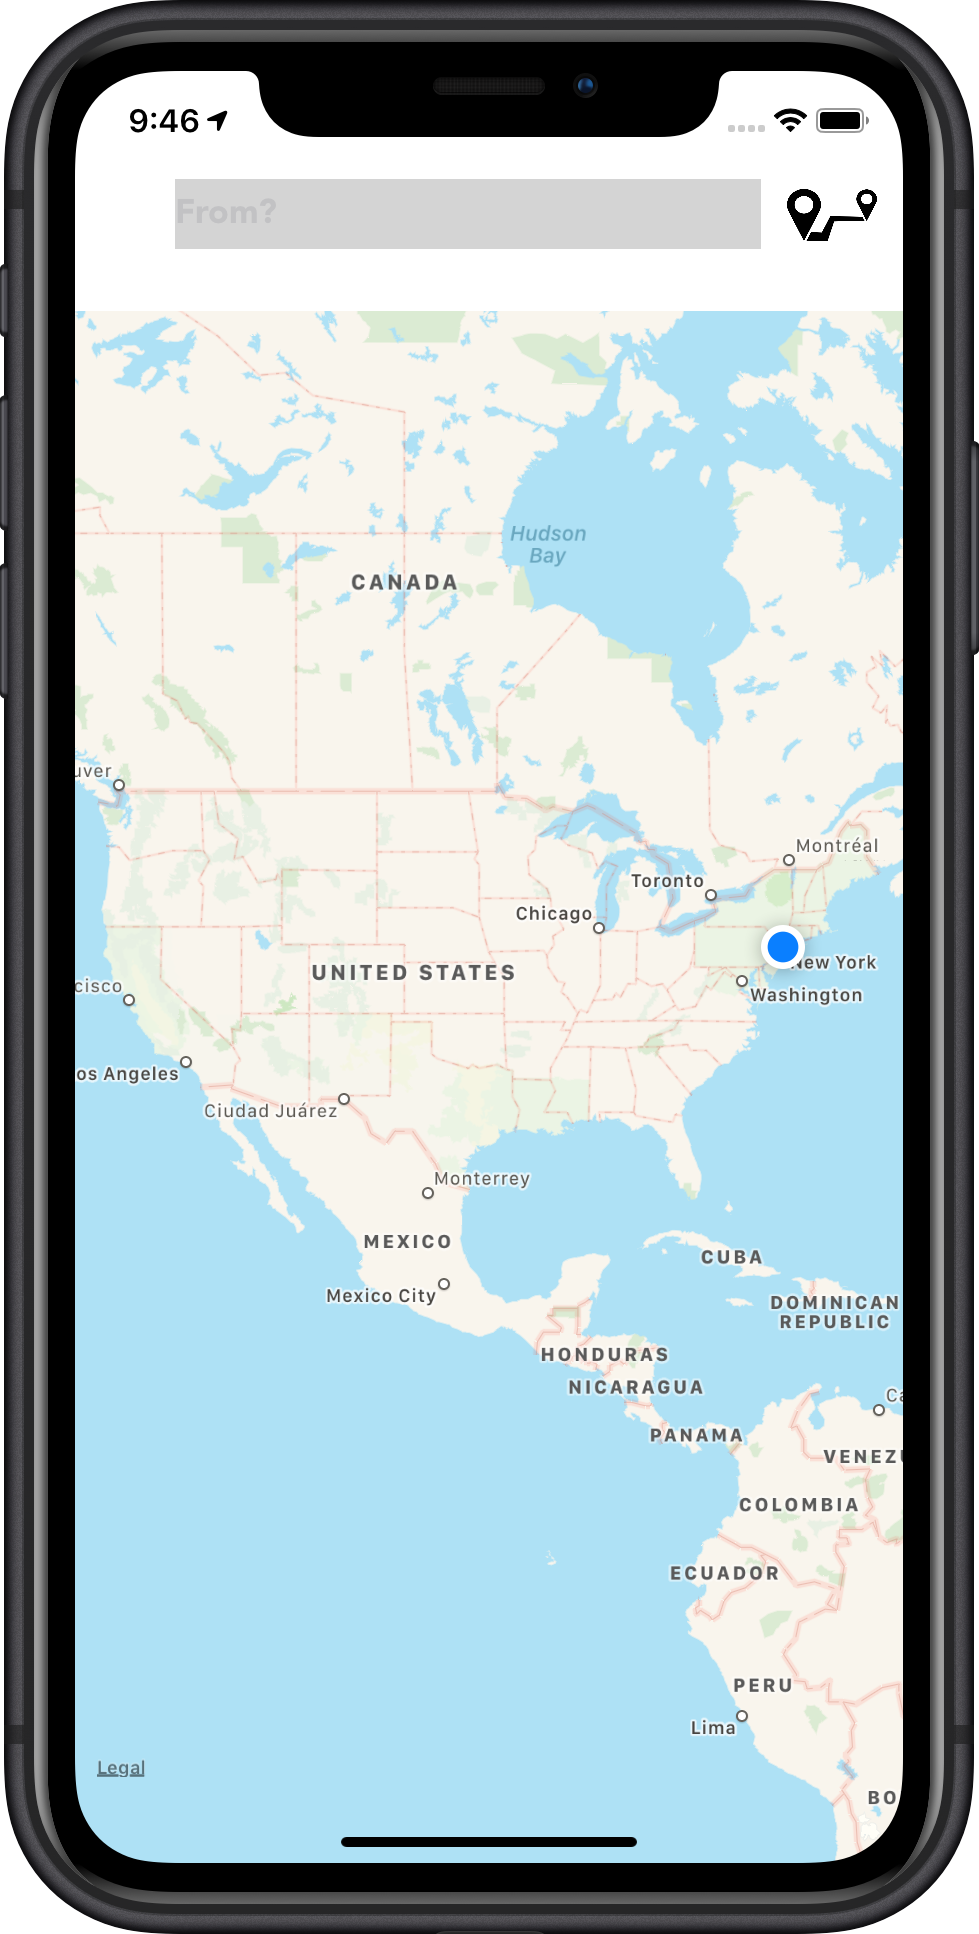 9:46
From?
Hudson
Bay
CANADA
uver
Montréal
Toronto
Chicago
New York
UNITED STATES
cisco
Washington
os Angeles
Ciudad Juárez
Monterrey
MEXICO
CUBA
Mexico City
DOMINICAN
REPUBLIC
HONDURAS
NICARAGUA
Ca
PANAMA
VENEZU
COLOMBIA
ECUADOR
PERU
Lima
Legal
BO